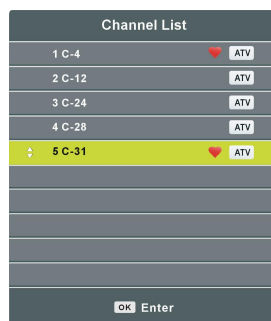 Channel List
1 C-4 ATV
2 C-12 ATV
3 C-24 ATV
4 C-28 ATV
5 C-31 ATV
OK Enter